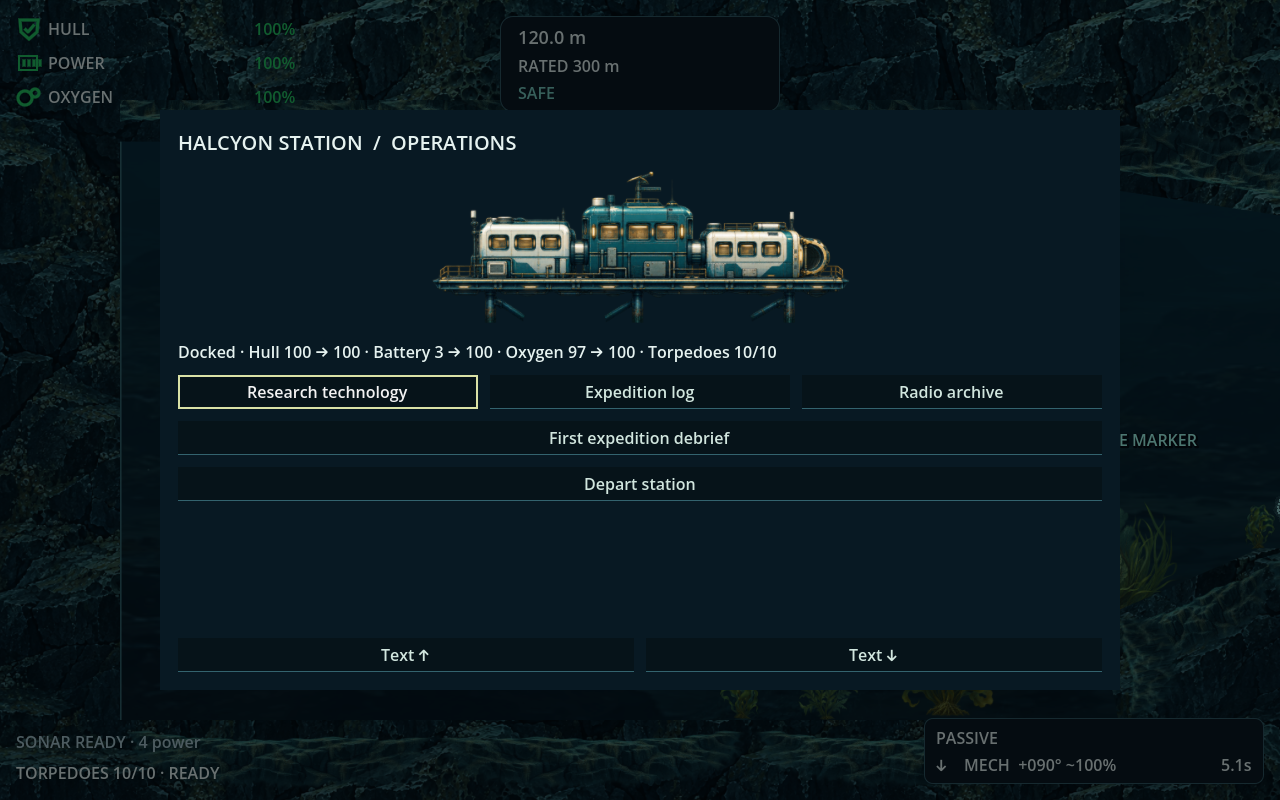 HULL 100%
POWER 100%
OXYGEN 100%
120.0 m
RATED 300 m
SAFE
HALCYON STATION / OPERATIONS
Docked · Hull 100 → 100 · Battery 3 → 100 · Oxygen 97 → 100 · Torpedoes 10/10
Research technology
Expedition log
Radio archive
First expedition debrief
E MARKER
Depart station
Text ↑
Text ↓
SONAR READY · 4 power
TORPEDOES 10/10 · READY
PASSIVE
↓ MECH +090° ~100% 5.1s